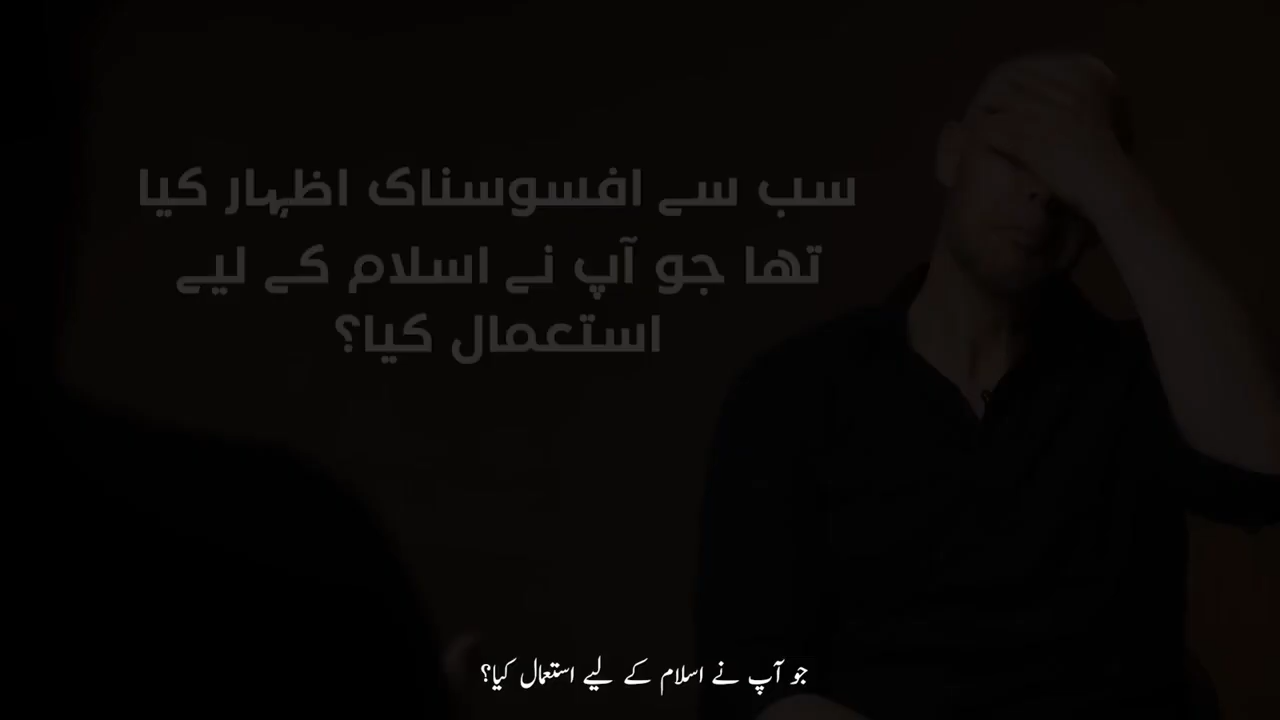 سب سے افسوسناک اظہار کیا
تھا جو آپ نے اسلام کے لیے
استعمال کیا؟
جو آپ نے اسلام کے لیے استعمال کیا؟